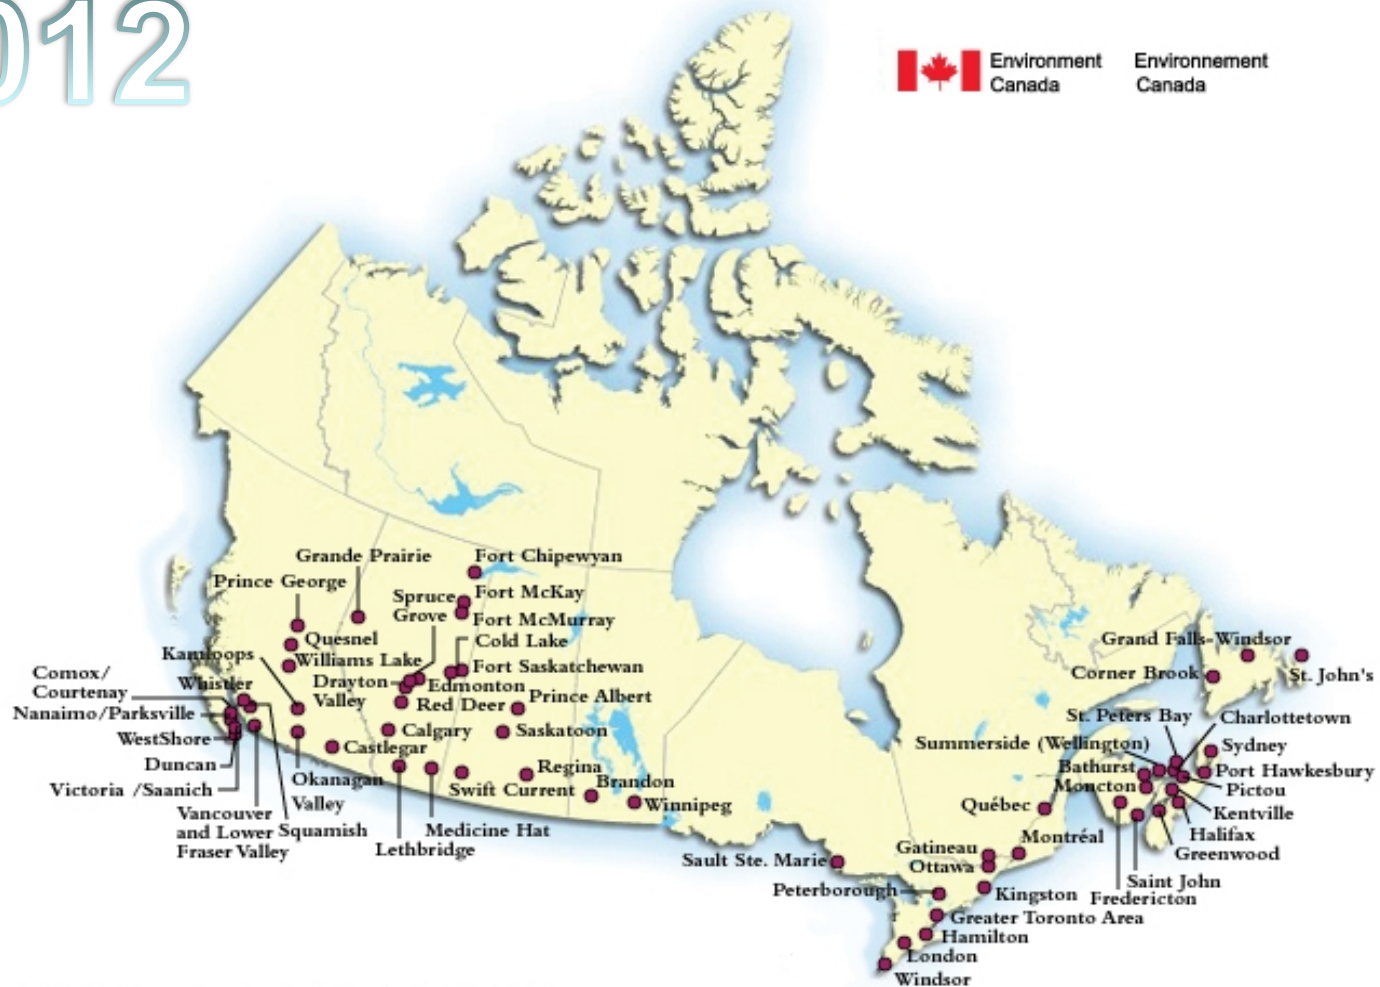 012
Environment
Canada
Environnement
Canada
Grande Prairie
Fort Chipewyan
Prince George
Spruce
Grove
Fort McKay
Fort McMurray
Quesnel
Cold Lake
Kamloops
Valley
Williams Lake
Fort Saskatchewan
Comox/
Courtenay
Whistler
Drayton
Edmonton
Prince Albert
Red Deer
Nanaimo/Parksville
Calgary
Saskatoon
WestShore
Castlegar
Duncan
Okanagan
Valley
Regina
Swift Current
Brandon
Winnipeg
Victoria /Saanich
Vancouver
and Lower
Fraser Valley
Squamish
Medicine Hat
Lethbridge
Grand Falls-Windsor
Corner Brook
St. John's
St. Peters Bay
Charlottetown
Summerside (Wellington)
Sydney
Bathurst
Port Hawkesbury
Moncton
Pictou
Québec
Kentville
Montréal
Halifax
Gatineau
Greenwood
Ottawa
Sault Ste. Marie
Saint John
Peterborough
Kingston
Fredericton
Greater Toronto Area
Hamilton
London
Windsor